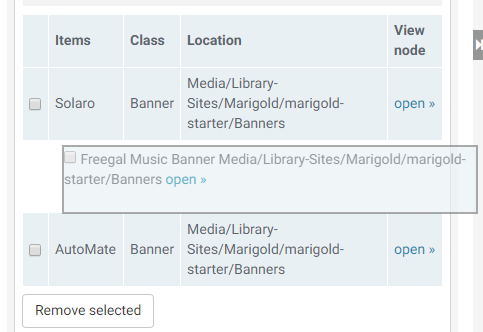 Items Class Location View node
Solaro Banner Media/Library-
Sites/Marigold/marigold-
starter/Banners open »
Freegal Music Banner Media/Library-Sites/Marigold/marigold-
starter/Banners open »
AutoMate Banner Media/Library-
Sites/Marigold/marigold-
starter/Banners open »
Remove selected